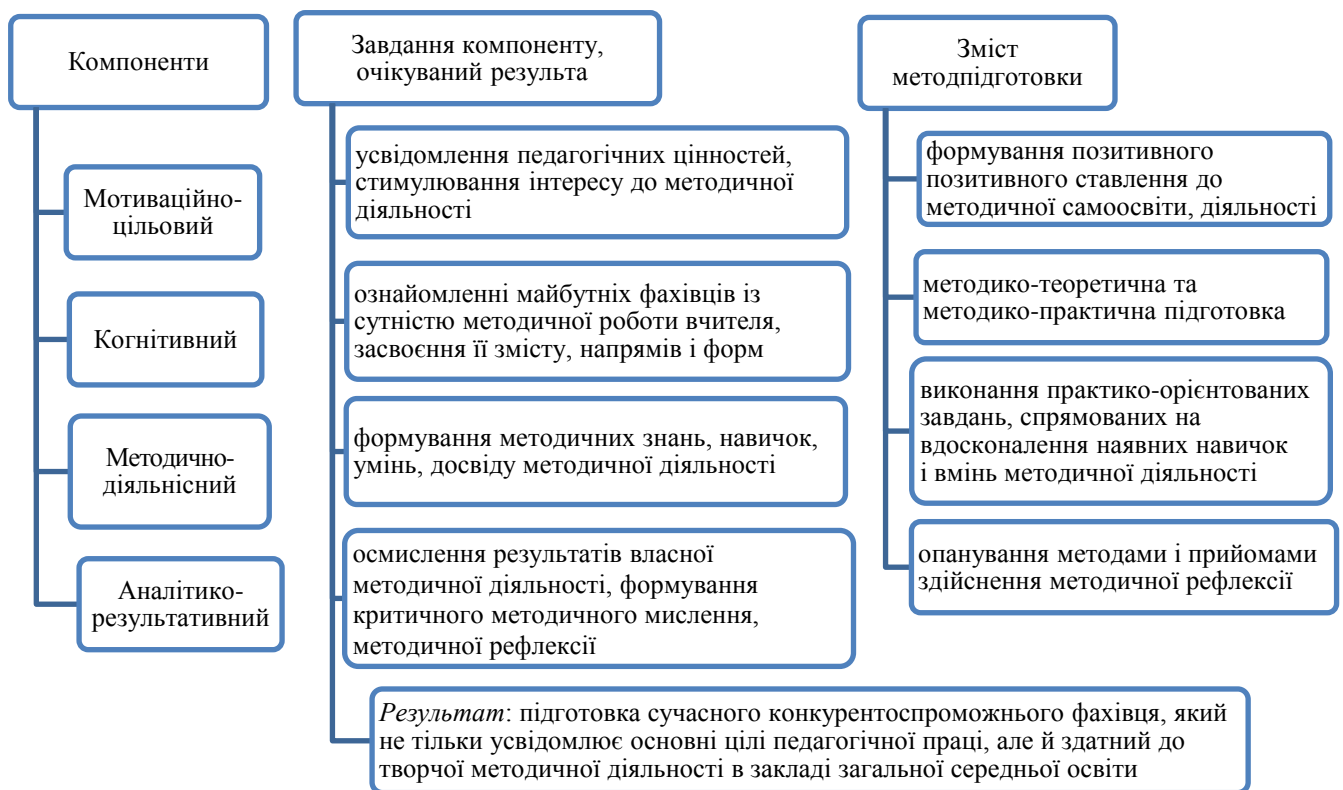 Компоненти
Мотиваційно-
цільовий
Когнітивний
Методично-
діяльнісний
Аналітико-
результативний
Завдання компоненту,
очікуваний результа
усвідомлення педагогічних цінностей,
стимулювання інтересу до методичної
діяльності
ознайомленні майбутніх фахівців із
сутністю методичної роботи вчителя,
засвоєння її змісту, напрямів і форм
формування методичних знань, навичок,
умінь, досвіду методичної діяльності
осмислення результатів власної
методичної діяльності, формування
критичного методичного мислення,
методичної рефлексії
Результат: підготовка сучасного конкурентоспроможнього фахівця, який
не тільки усвідомлює основні цілі педагогічної праці, але й здатний до
творчої методичної діяльності в закладі загальної середньої освіти
Зміст
методпідготовки
формування позитивного
позитивного ставлення до
методичної самоосвіти, діяльності
методико-теоретична та
методико-практична підготовка
виконання практико-орієнтованих
завдань, спрямованих на
вдосконалення наявних навичок
і вмінь методичної діяльності
опанування методами і прийомами
здійснення методичної рефлексії